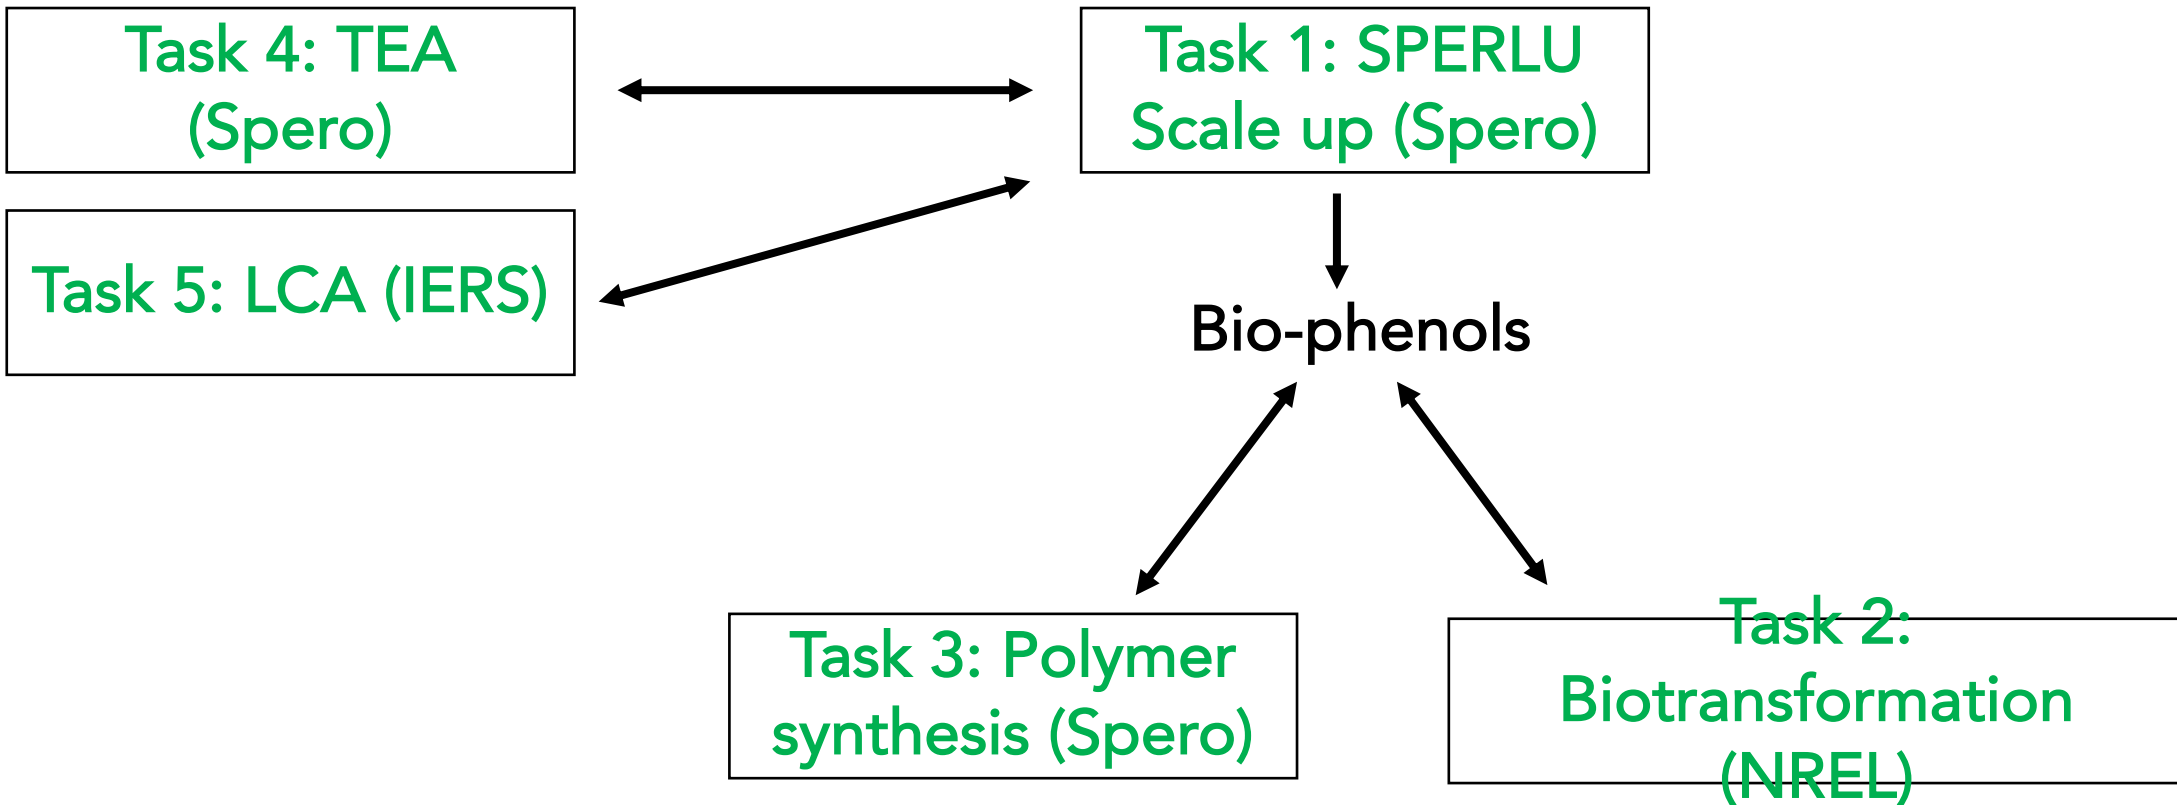 Task 4: TEA
(Spero)
Task 1: SPERLU
Scale up (Spero)
Task 5: LCA (IERS)
Bio-phenols
Task 3: Polymer
synthesis (Spero)
Task 2:
Biotransformation
(NREL)